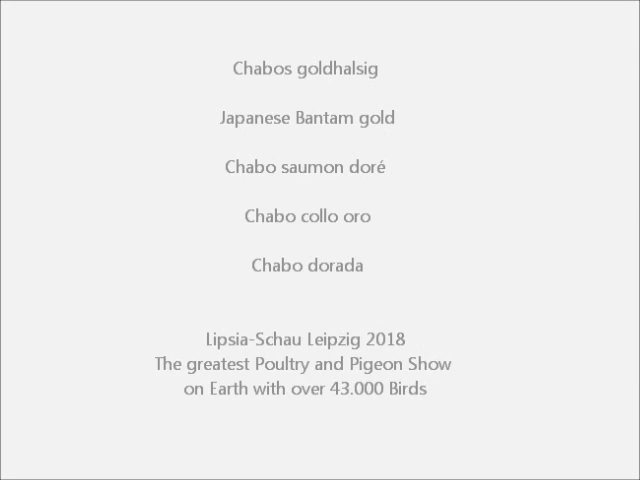 Chabos goldhalsig
Japanese Bantam gold
Chabo saumon doré
Chabo collo oro
Chabo dorada
Lipsia-Schau Leipzig 2018
The greatest Poultry and Pigeon Show
on Earth with over 43.000 Birds